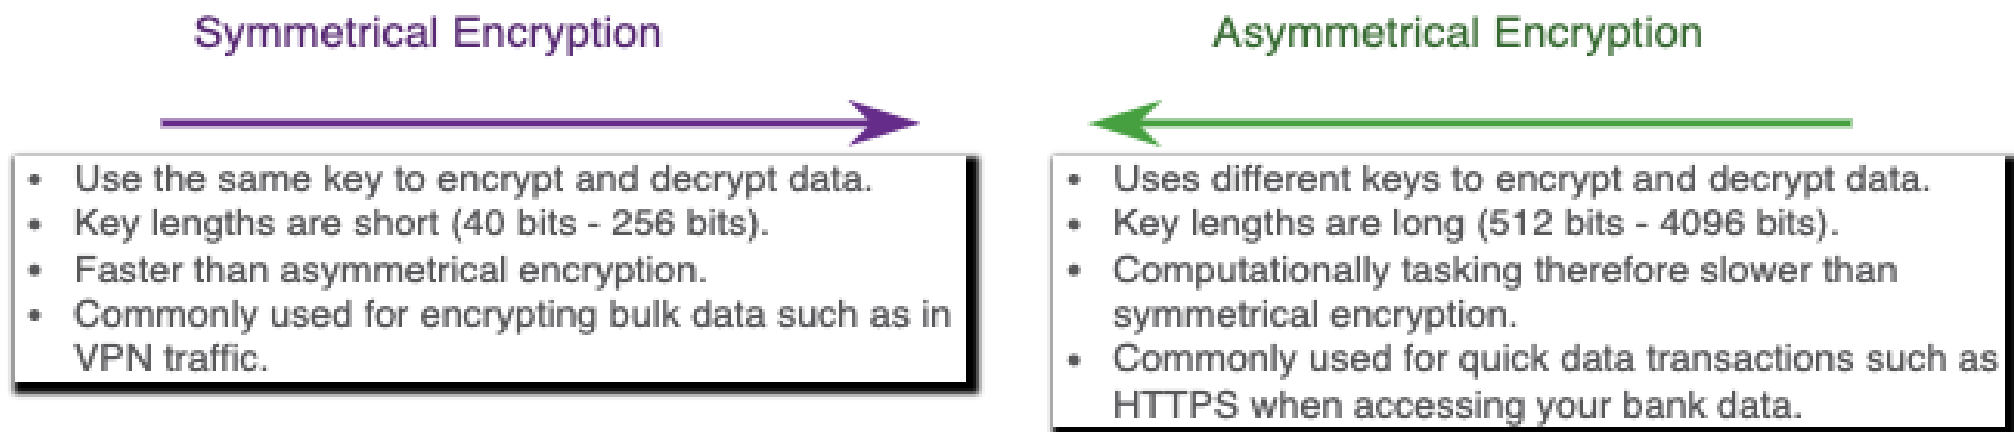 Symmetrical Encryption
• Use the same key to encrypt and decrypt data.
• Key lengths are short (40 bits - 256 bits).
• Faster than asymmetrical encryption.
• Commonly used for encrypting bulk data such as in
VPN traffic.
Asymmetrical Encryption
• Uses different keys to encrypt and decrypt data.
• Key lengths are long (512 bits - 4096 bits).
• Computationally tasking therefore slower than
symmetrical encryption.
• Commonly used for quick data transactions such as
HTTPS when accessing your bank data.